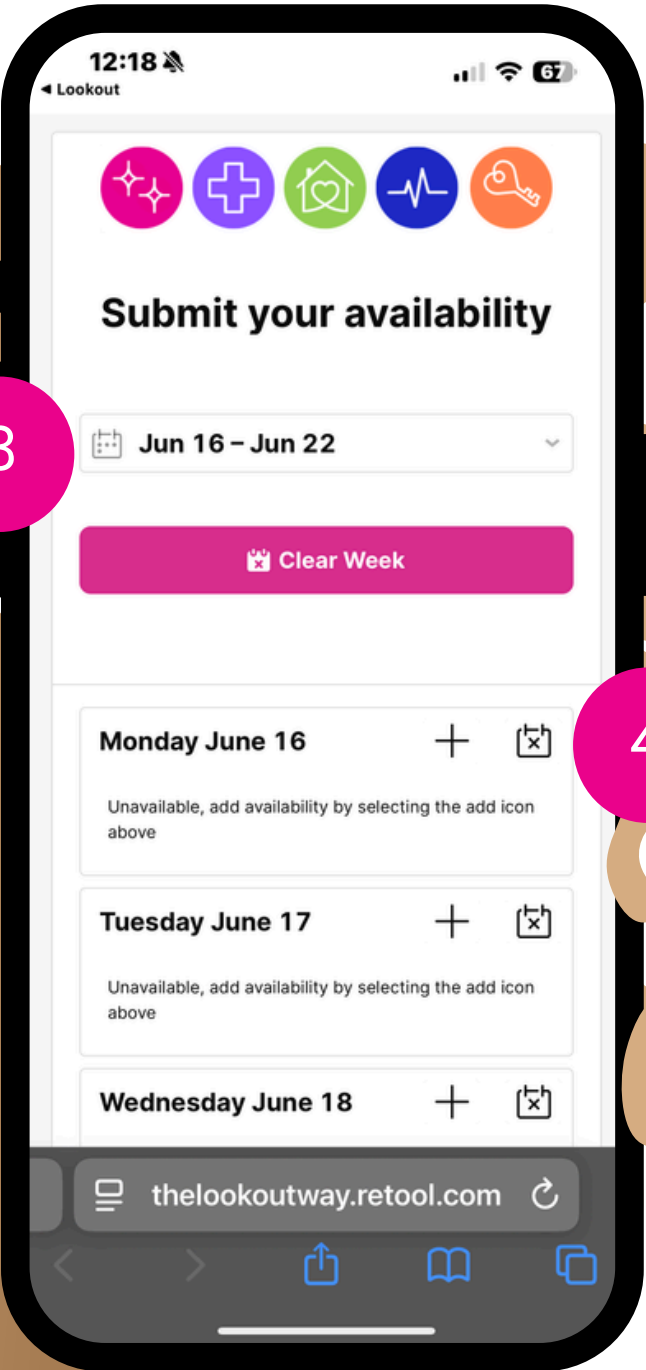 12:18
67
◀ Lookout
Submit your availability
3
Jun 16 – Jun 22
Clear Week
Monday June 16
4
Unavailable, add availability by selecting the add icon
above
Tuesday June 17
Unavailable, add availability by selecting the add icon
above
Wednesday June 18
thelookoutway.retool.com